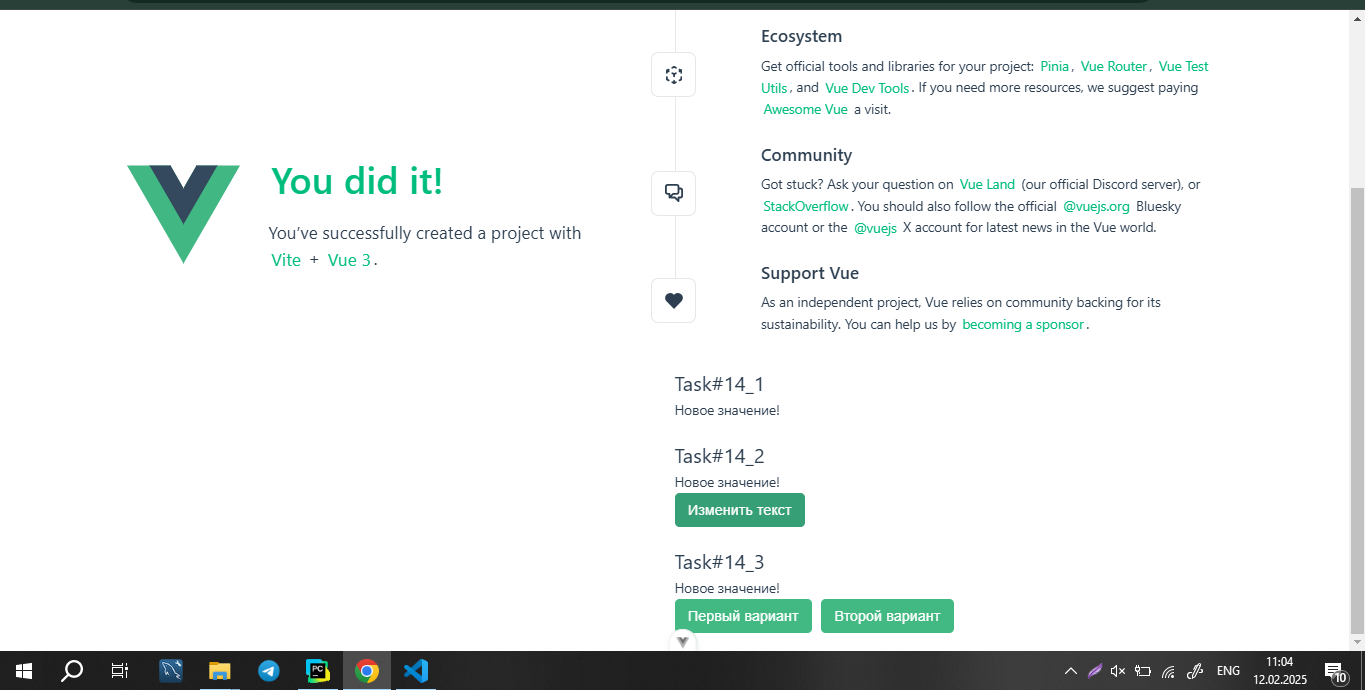 You did it!
You’ve successfully created a project with
Vite + Vue 3.
Ecosystem
Get official tools and libraries for your project: Pinia, Vue Router, Vue Test
Utils, and Vue Dev Tools. If you need more resources, we suggest paying
Awesome Vue a visit.
Community
Got stuck? Ask your question on Vue Land (our official Discord server), or
StackOverflow. You should also follow the official @vuejs.org Bluesky
account or the @vuejs X account for latest news in the Vue world.
Support Vue
As an independent project, Vue relies on community backing for its
sustainability. You can help us by becoming a sponsor.
Task#14_1
Новое значение!
Task#14_2
Новое значение!
Изменить текст
Task#14_3
Новое значение!
Первый вариант Второй вариант
PC
ENG
11:04
12.02.2025
10